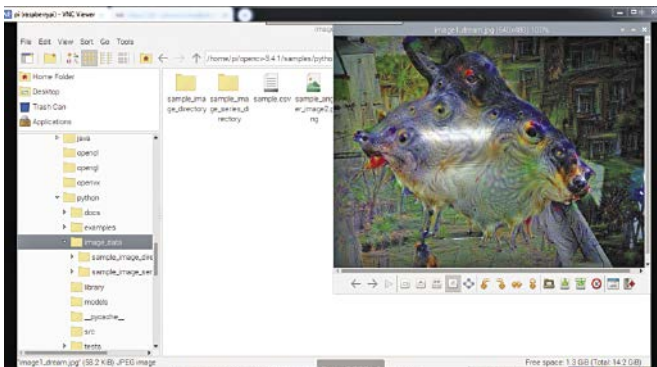 pi (raspberrypi) - VNC Viewer
image1_dream.jpg (640x480) 100%
File Edit View Sort Go Tools
/home/pi/opencv-3.4.1/samples/pytho
Home Folder
Desktop
Trash Can
Applications
java
opencl
opengl
openvx
python
docs
examples
image_data
sample_image_dire
sample_image_ser
library
models
__pycache__
src
tests
sample_ima
ge_directory
sample_ima
ge_series_di
rectory
sample.csv
er_image2.p
ng
"image1_dream.jpg" (58.2 KiB) JPEG image
Free space: 1.3 GiB (Total: 14.2 GiB)